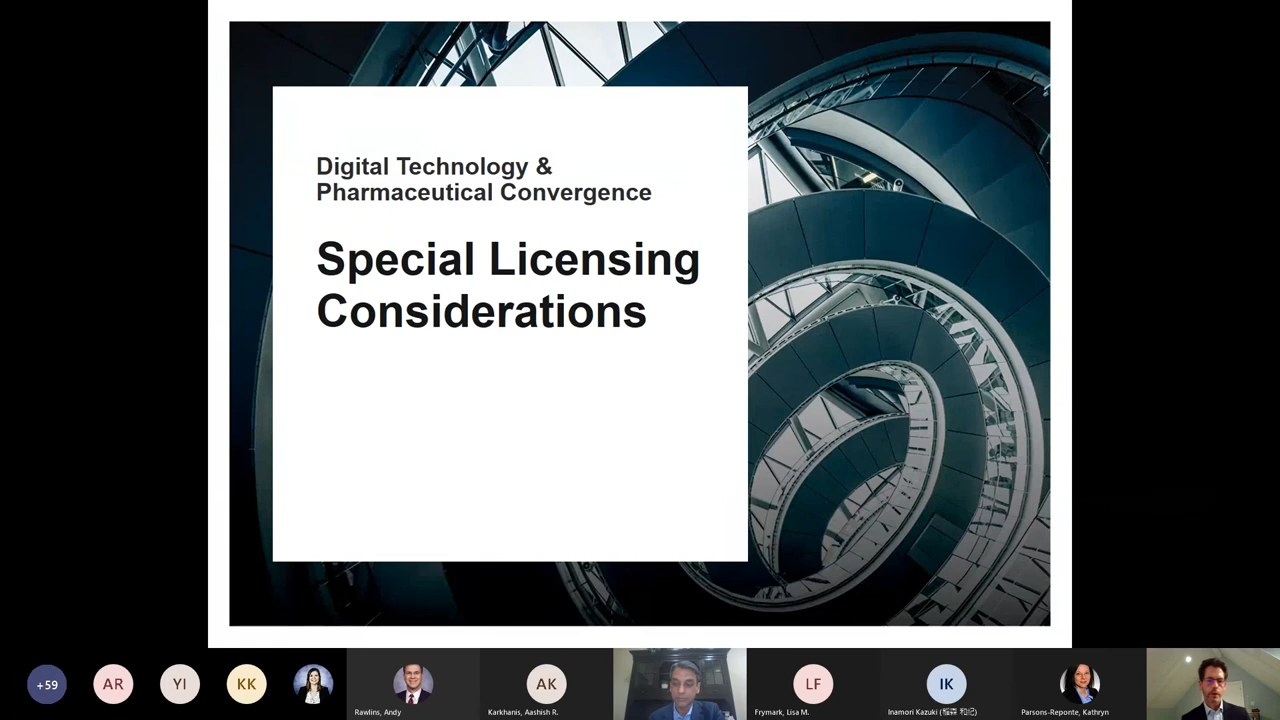 Digital Technology &
Pharmaceutical Convergence
Special Licensing
Considerations
+59
AR
YI
KK
Rawlins, Andy
AK
Karkhanis, Aashish R.
LF
Frymark, Lisa M.
IK
Inamori Kazuki (
Parsons-Reponte, Kathryn